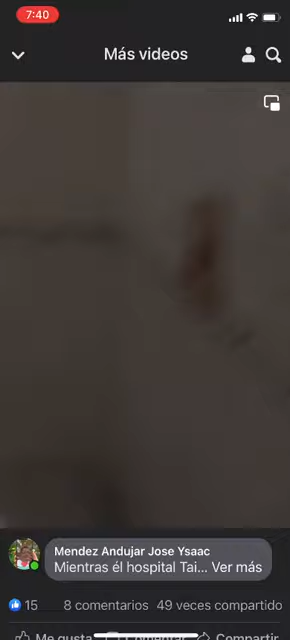 7:40
Más videos
Mendez Andujar Jose Ysaac
Mientras él hospital Tai... Ver más
15
8 comentarios
49 veces compartido
Me gusta
Comentar
Compartir